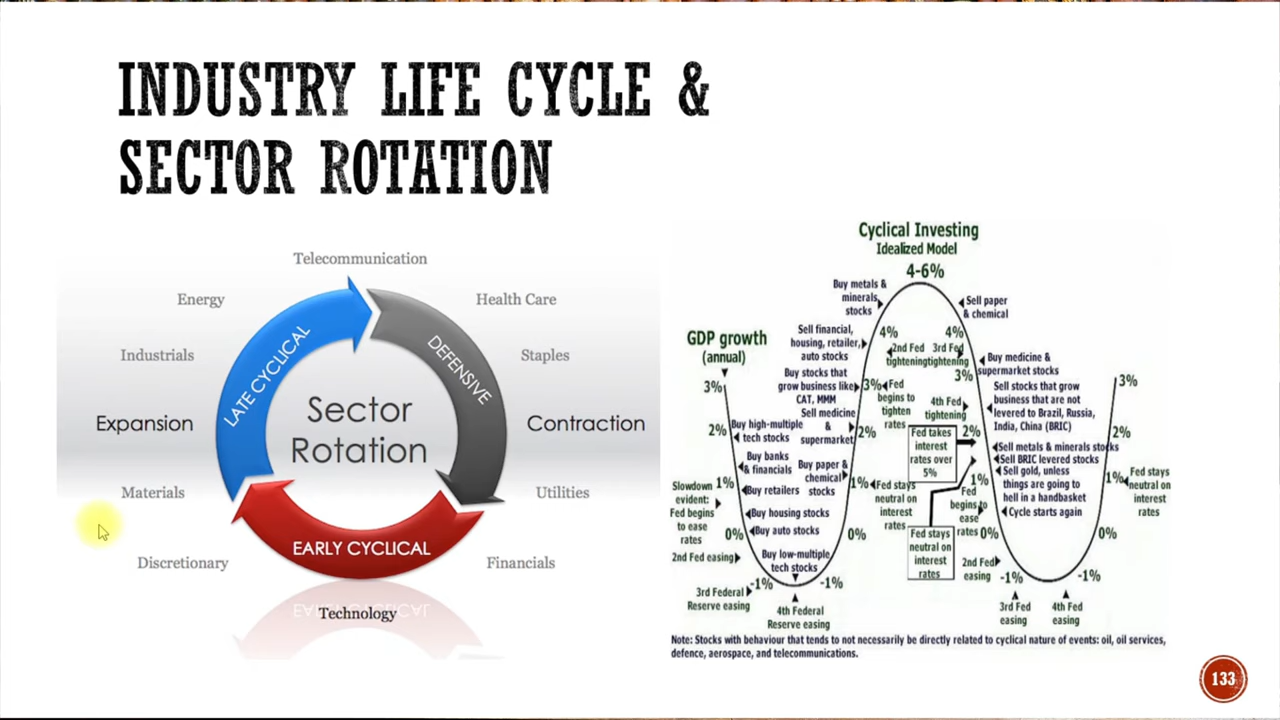 INDUSTRY LIFE CYCLE &
SECTOR ROTATION
Telecommunication
Energy
Health Care
Industrials
Staples
Expansion
Contraction
Materials
Utilities
Discretionary
Financials
Technology
LATE CYCLICAL
DEFENSIVE
EARLY CYCLICAL
Sector
Rotation
EARLY CYCLICAL
Cyclical Investing
Idealized Model
4-6%
GDP growth
(annual)
3%
2%
1%
0%
-1%
Slowdown
evident:
Fed begins
to ease
rates
2nd Fed easing
3rd Federal
Reserve easing
4th Federal
Reserve easing
Buy high-multiple
tech stocks
Buy banks
& financials
Buy retailers
Buy housing stocks
Buy auto stocks
Buy low-multiple
tech stocks
-1%
0%
1%
2%
3%
4%
Buy metals &
minerals
stocks
Sell financial,
housing, retailer,
auto stocks
Buy stocks that
grow business like
CAT, MMM
Sell medicine
&
supermarket
Buy paper &
chemical
stocks
Fed stays
neutral on
interest
rates
Fed
begins to
tighten
rates
2nd Fed
tightening
3rd Fed
tightening
4th Fed
tightening
Fed takes
interest
rates over
5%
Fed stays
neutral on
interest
rates
Fed
begins to
ease
rates
2nd Fed
easing
3rd Fed
easing
4th Fed
easing
4%
3%
2%
1%
0%
-1%
Sell paper
& chemical
Buy medicine &
supermarket stocks
Sell stocks that grow
business that are not
levered to Brazil, Russia,
India, China (BRIC)
Sell metals & minerals stocks
Sell BRIC levered stocks
Sell gold, unless
things are going to
hell in a handbasket
Cycle starts again
-1%
0%
1%
2%
3%
Fed stays
neutral on
interest
rates
Note: Stocks with behaviour that tends to not necessarily be directly related to cyclical nature of events: oil, oil services,
defence, aerospace, and telecommunications.
133